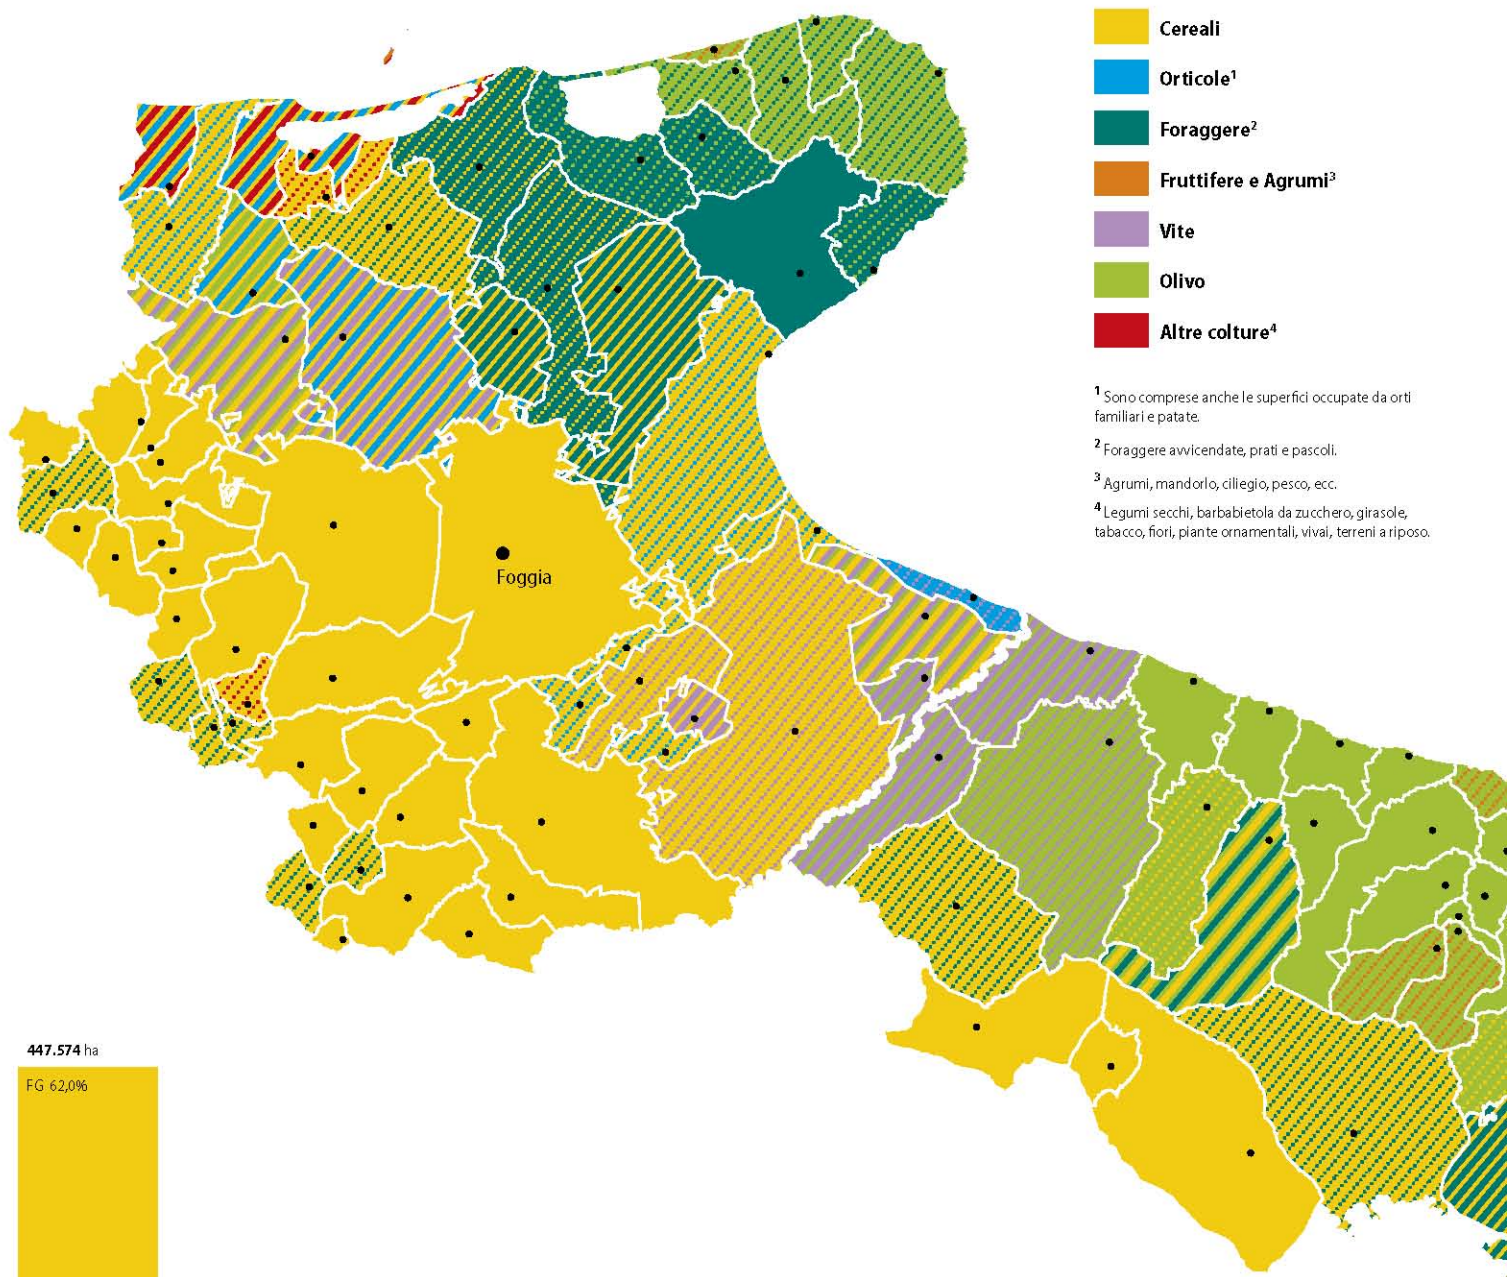 Cereali
Orticole¹
Foraggere²
Fruttifere e Agrumi³
Vite
Olivo
Altre colture⁴
¹ Sono comprese anche le superfici occupate da orti
familiari e patate.
² Foraggere avvicendate, prati e pascoli.
³ Agrumi, mandorlo, ciliegio, pesco, ecc.
⁴ Legumi secchi, barbabietola da zucchero, girasole,
tabacco, fiori, piante ornamentali, vivai, terreni a riposo.
Foggia
447.574 ha
FG 62,0%